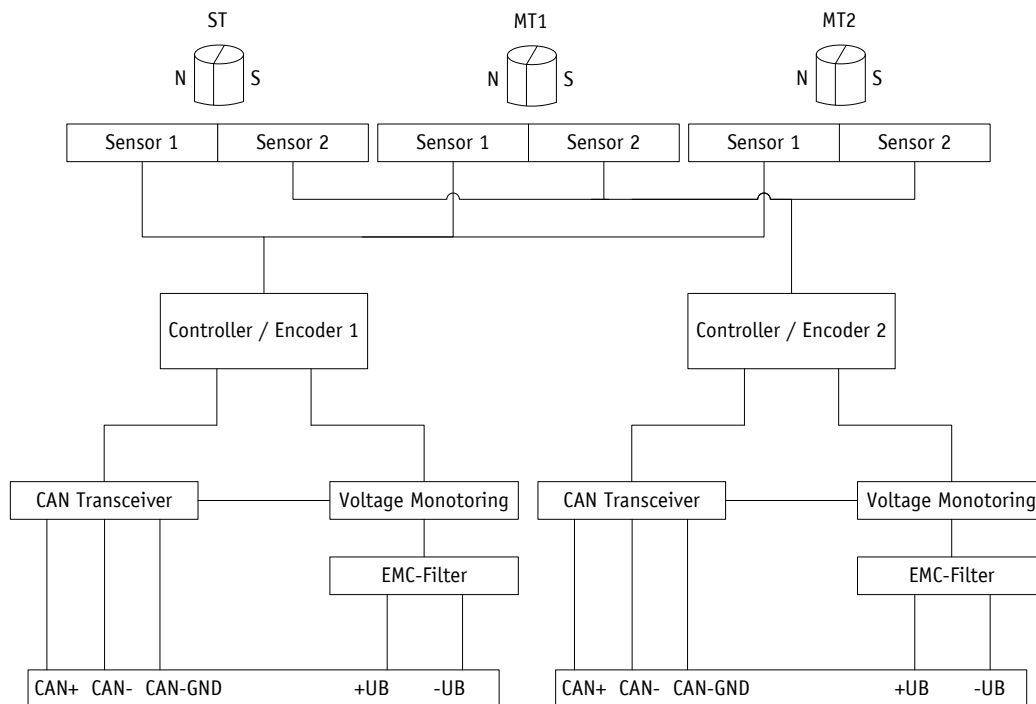 ST MT1 MT2
N S N S N S
Sensor 1 Sensor 2 Sensor 1 Sensor 2 Sensor 1 Sensor 2
Controller / Encoder 1 Controller / Encoder 2
CAN Transceiver Voltage Monotoring CAN Transceiver Voltage Monotoring
EMC-Filter EMC-Filter
CAN+ CAN- CAN-GND +UB -UB CAN+ CAN- CAN-GND +UB -UB